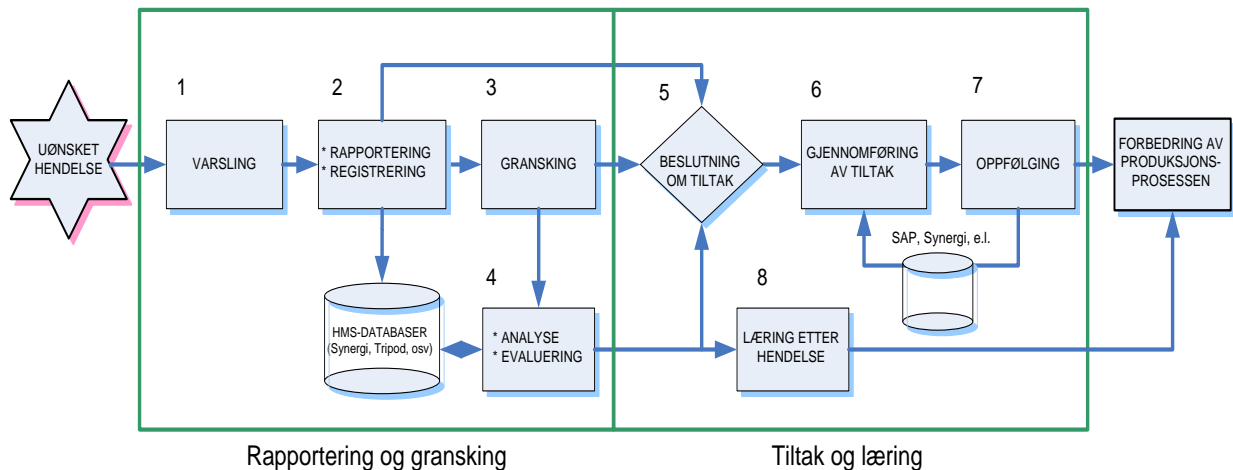 UØNSKET
HENDELSE
1
VARSLING
2
* RAPPORTERING
* REGISTRERING
3
GRANSKING
HMS-DATABASER
(Synergi, Tripod, osv)
4
* ANALYSE
* EVALUERING
5
BESLUTNING
OM TILTAK
6
GJENNOMFØRING
AV TILTAK
7
OPPFØLGING
SAP, Synergi, e.l.
8
LÆRING ETTER
HENDELSE
FORBEDRING AV
PRODUKSJONS-
PROSESSEN
Rapportering og gransking
Tiltak og læring